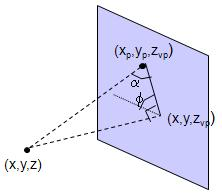 (xₚ,yₚ,zᵥₚ)
α
ϕ
(x,y,zᵥₚ)
(x,y,z)